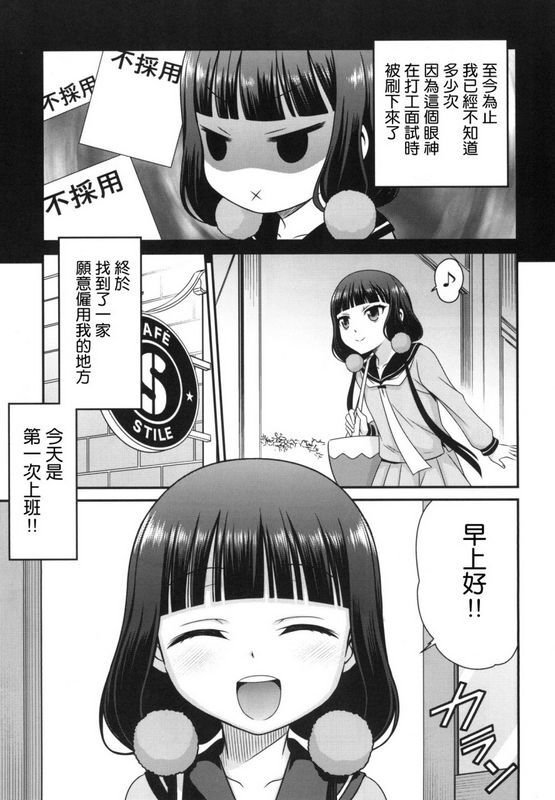 至今為止
我已經不知道
多少次
因為這個眼神
在打工面試時
被刷下來了
不採用
不採用
不採用
終於
找到了一家
願意僱用我的地方
CAFE
S
STILE
♪
今天是
第一次上班!!
早上好!!
カラン